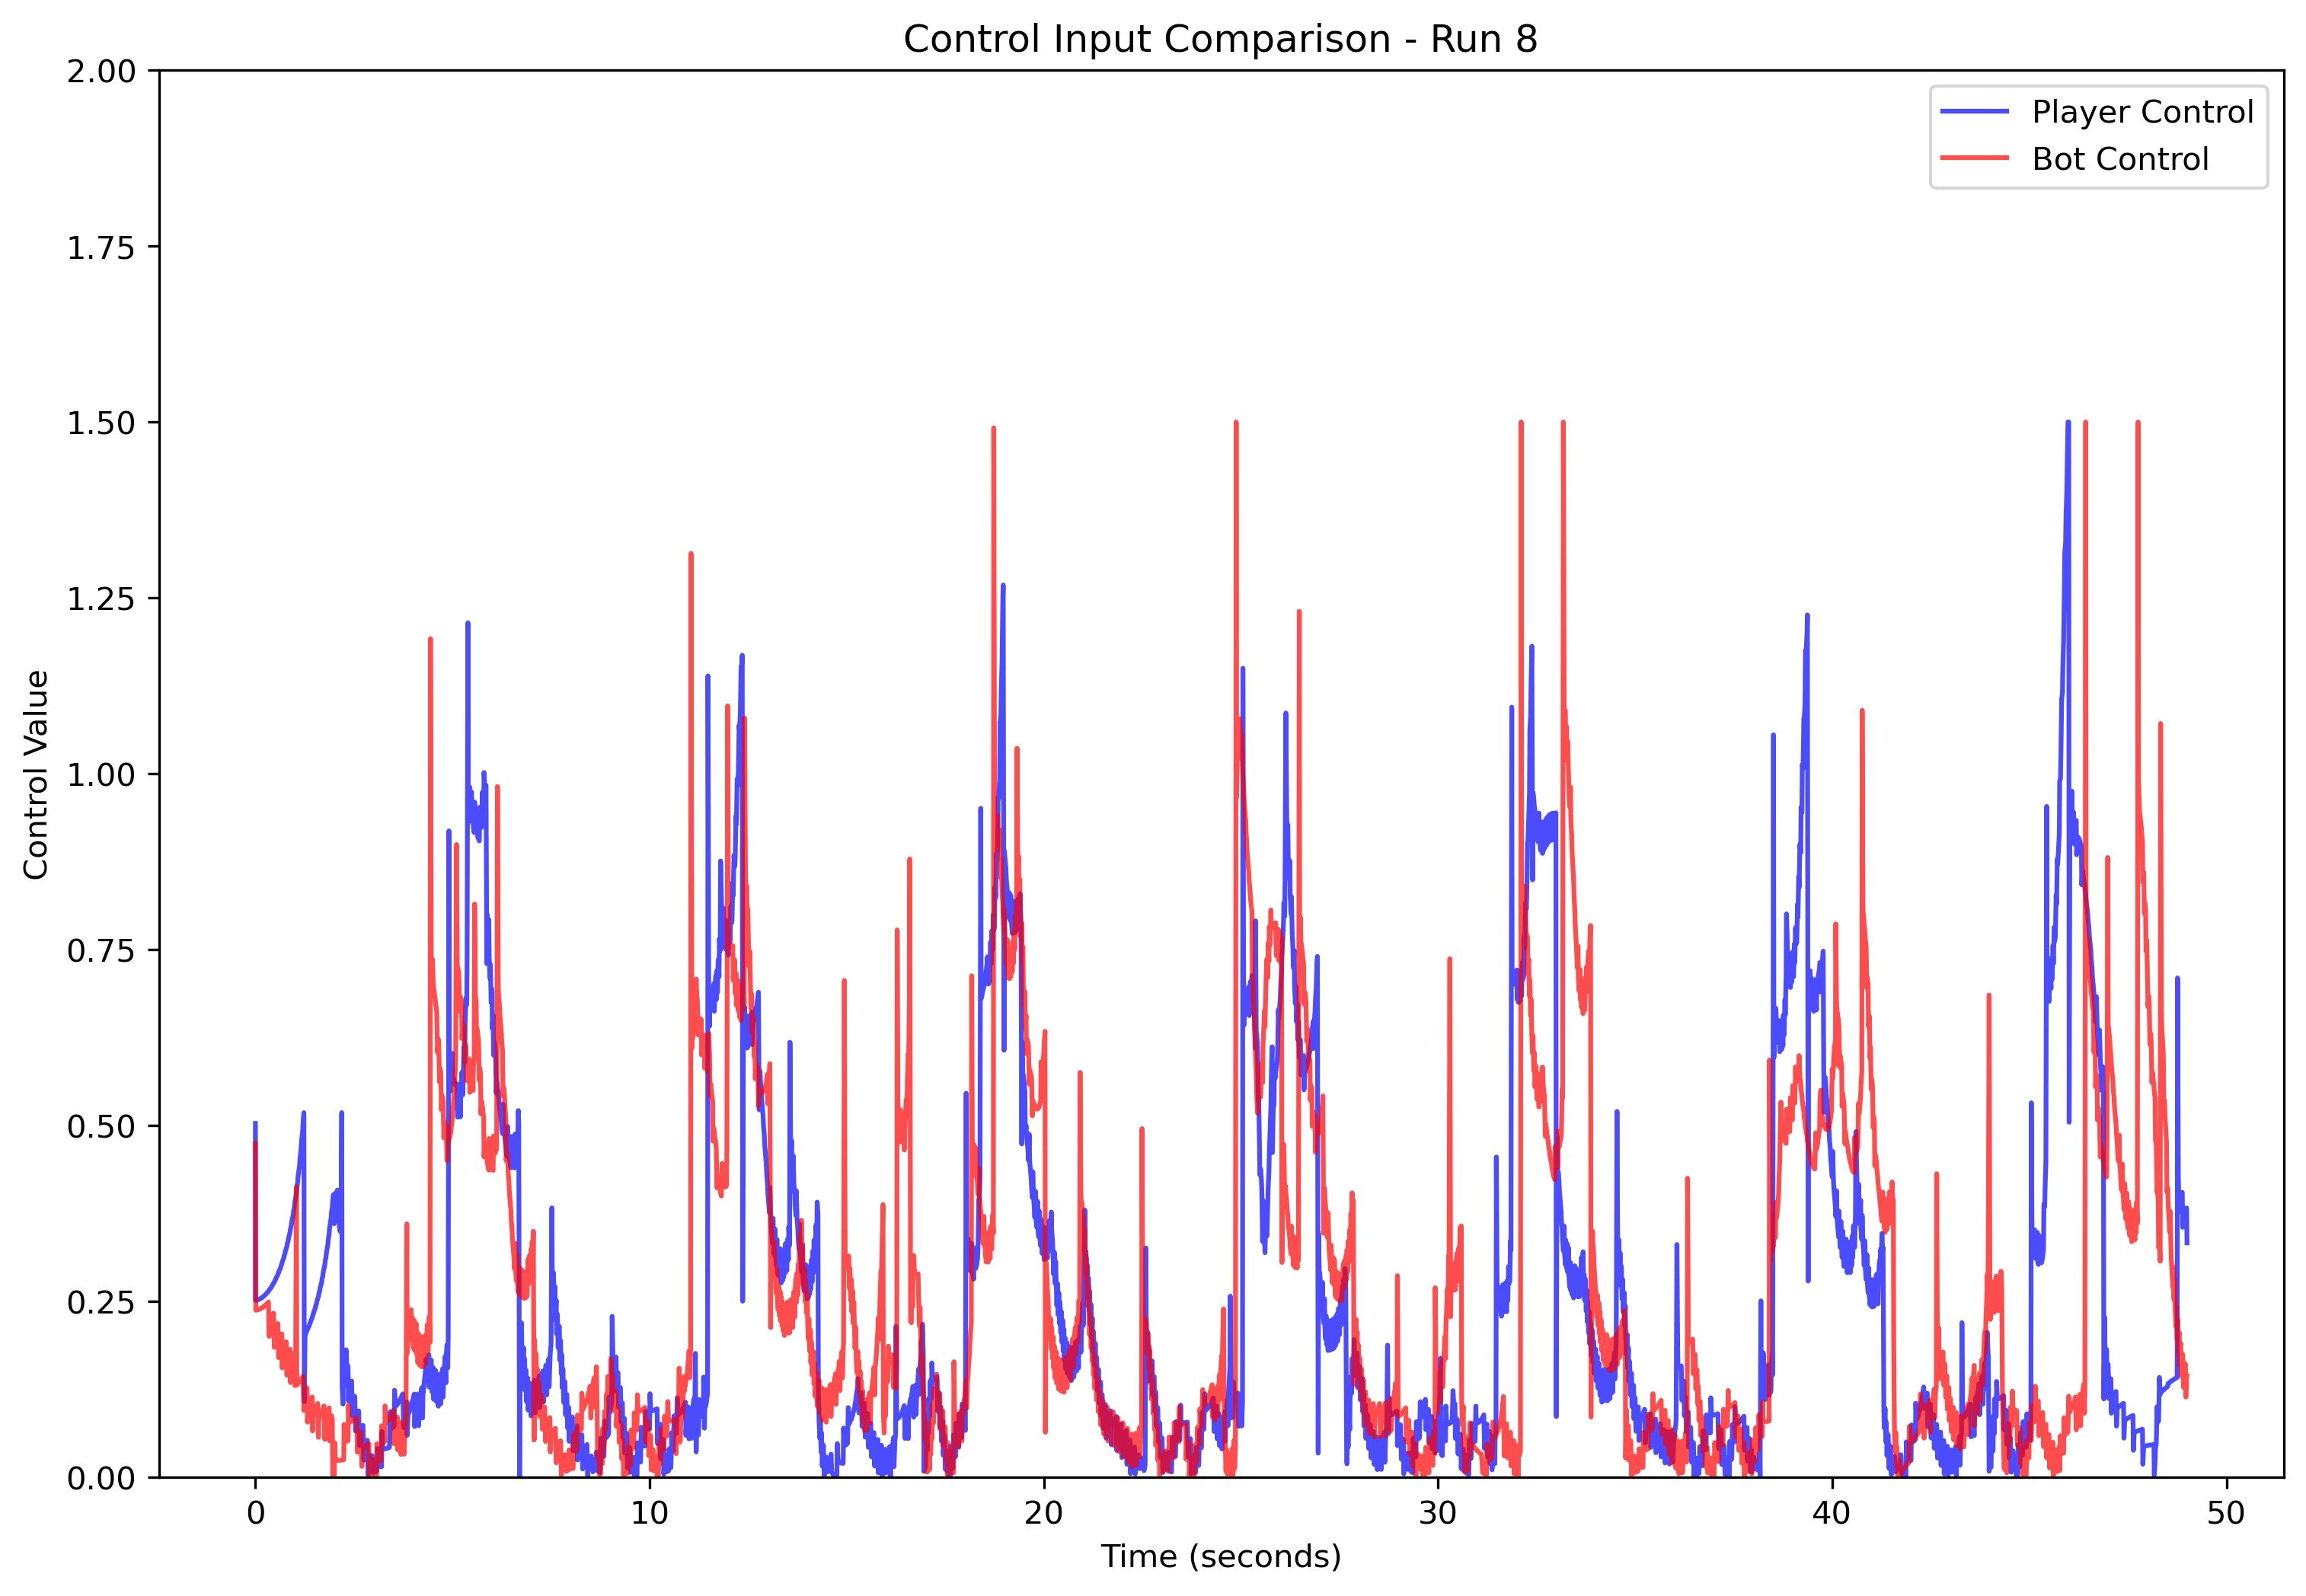 Control Input Comparison - Run 8
2.00
1.75
1.50
1.25
1.00
0.75
0.50
0.25
0.00
Control Value
Player Control
Bot Control
0 10 20 30 40 50
Time (seconds)